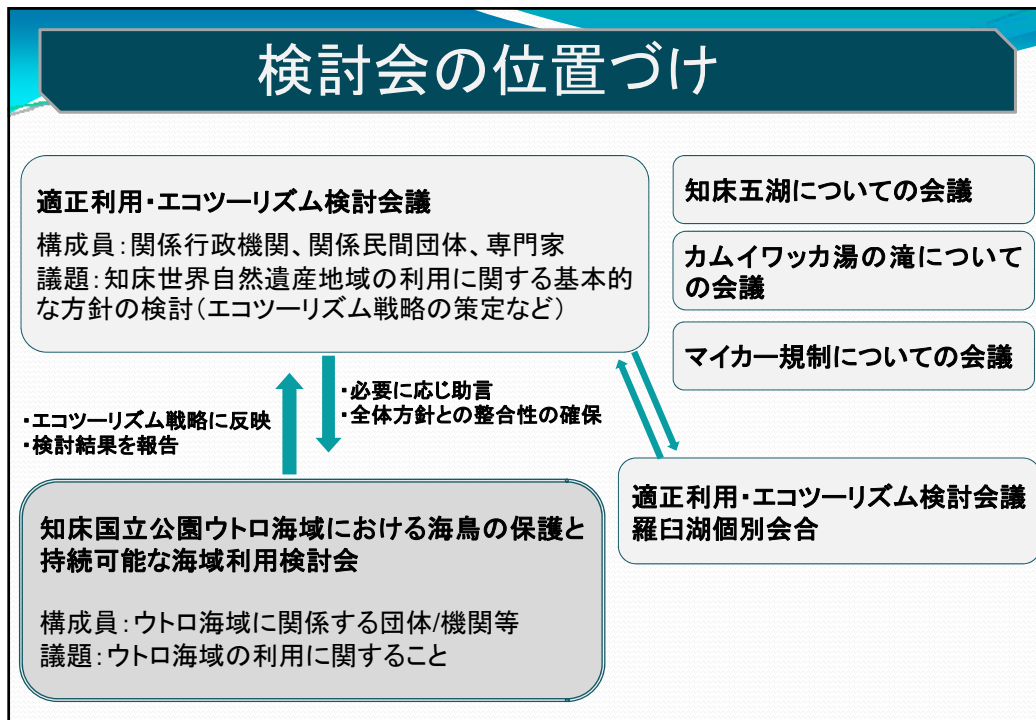 検討会の位置づけ
適正利用・エコツーリズム検討会議
構成員：関係行政機関、関係民間団体、専門家
議題：知床世界自然遺産地域の利用に関する基本的
な方針の検討（エコツーリズム戦略の策定など）
知床五湖についての会議
カムイワッカ湯の滝について
の会議
マイカー規制についての会議
・必要に応じ助言
・全体方針との整合性の確保
・エコツーリズム戦略に反映
・検討結果を報告
適正利用・エコツーリズム検討会議
羅臼湖個別会合
知床国立公園ウトロ海域における海鳥の保護と
持続可能な海域利用検討会
構成員：ウトロ海域に関係する団体/機関等
議題：ウトロ海域の利用に関すること